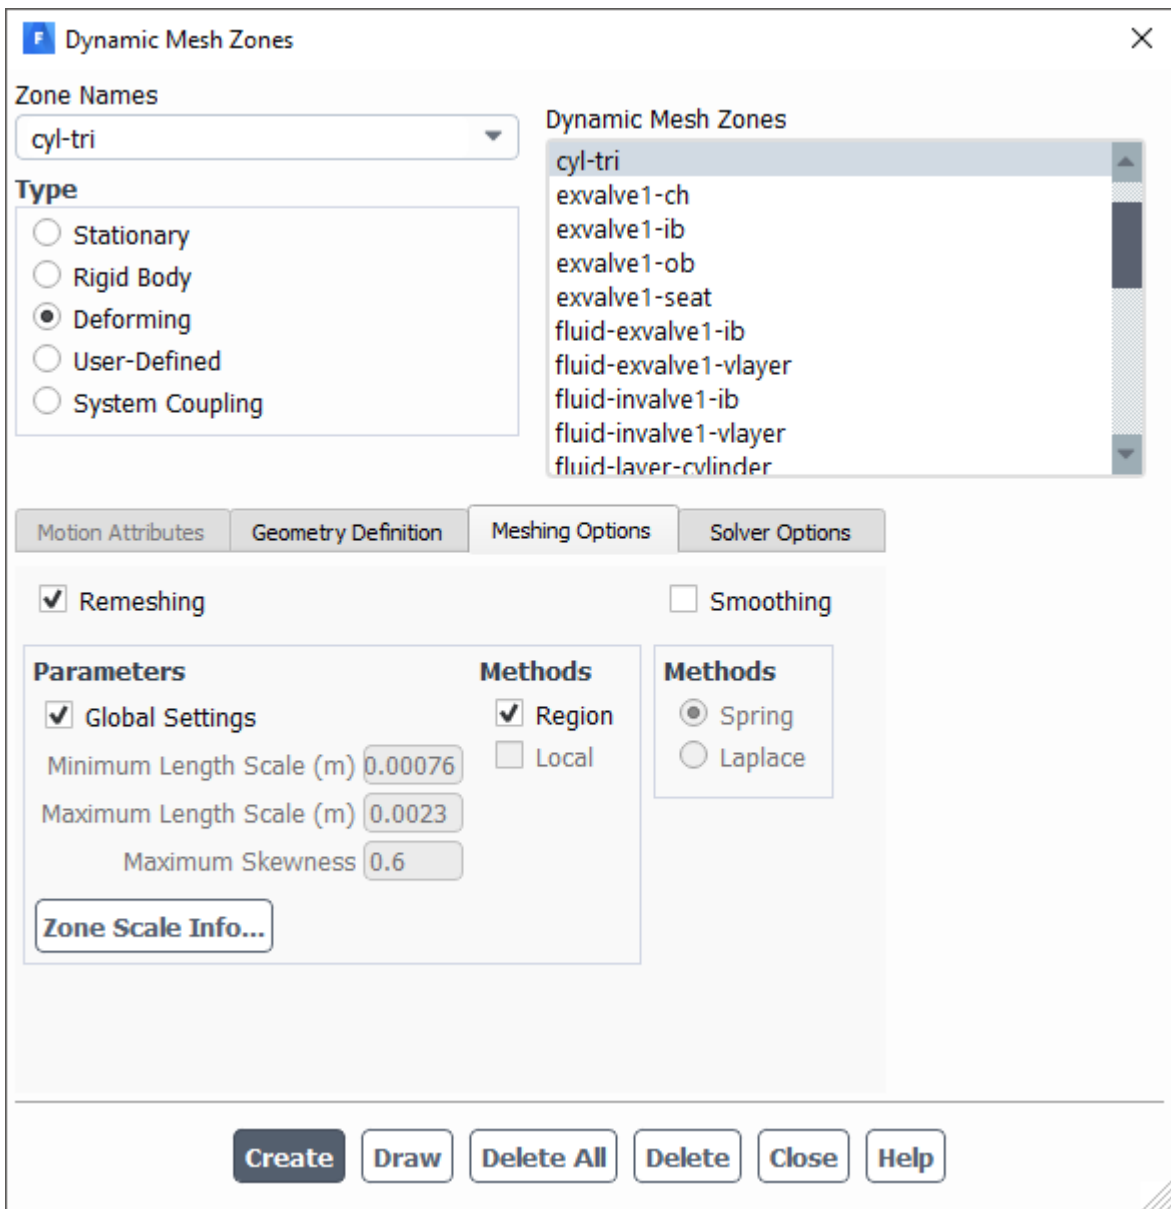 F Dynamic Mesh Zones
Zone Names
cyl-tri
Type
Stationary
Rigid Body
Deforming
User-Defined
System Coupling
Dynamic Mesh Zones
cyl-tri
exvalve1-ch
exvalve1-ib
exvalve1-ob
exvalve1-seat
fluid-exvalve1-ib
fluid-exvalve1-vlayer
fluid-invalve1-ib
fluid-invalve1-vlayer
fluid-layer-cylinder
Motion Attributes Geometry Definition Meshing Options Solver Options
Remeshing
Smoothing
Parameters
Global Settings
Minimum Length Scale (m) 0.00076
Maximum Length Scale (m) 0.0023
Maximum Skewness 0.6
Zone Scale Info...
Methods
Region
Local
Methods
Spring
Laplace
Create Draw Delete All Delete Close Help